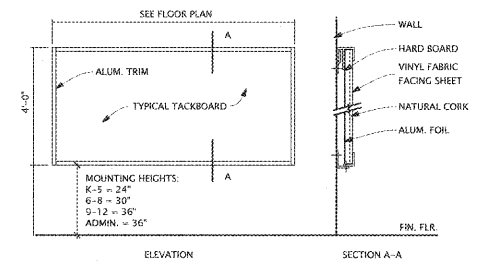 SEE FLOOR PLAN
A
WALL
HARD BOARD
VINYL FABRIC
FACING SHEET
ALUM. TRIM
TYPICAL TACKBOARD
4'-0"
NATURAL CORK
ALUM. FOIL
A
MOUNTING HEIGHTS:
K-5 = 24"
6-8 = 30"
9-12 = 36"
ADMIN. = 36"
FIN. FLR.
ELEVATION
SECTION A-A